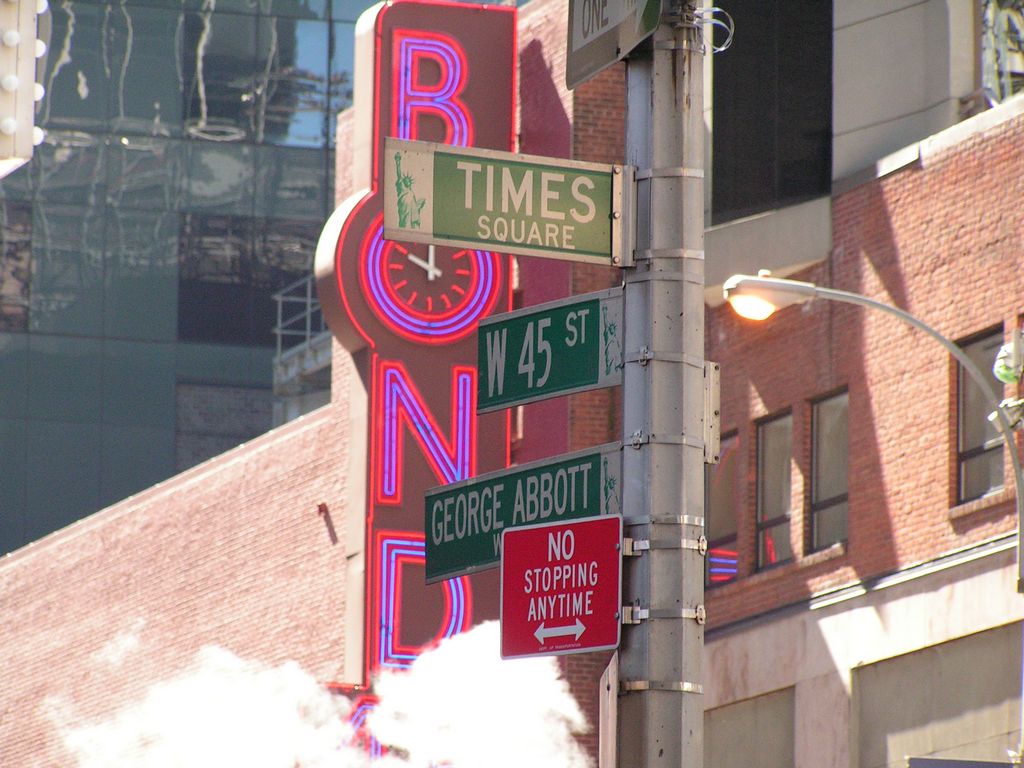 ONE
BOND
TIMES
SQUARE
W 45 ST
GEORGE ABBOTT
W
NO
STOPPING
ANYTIME